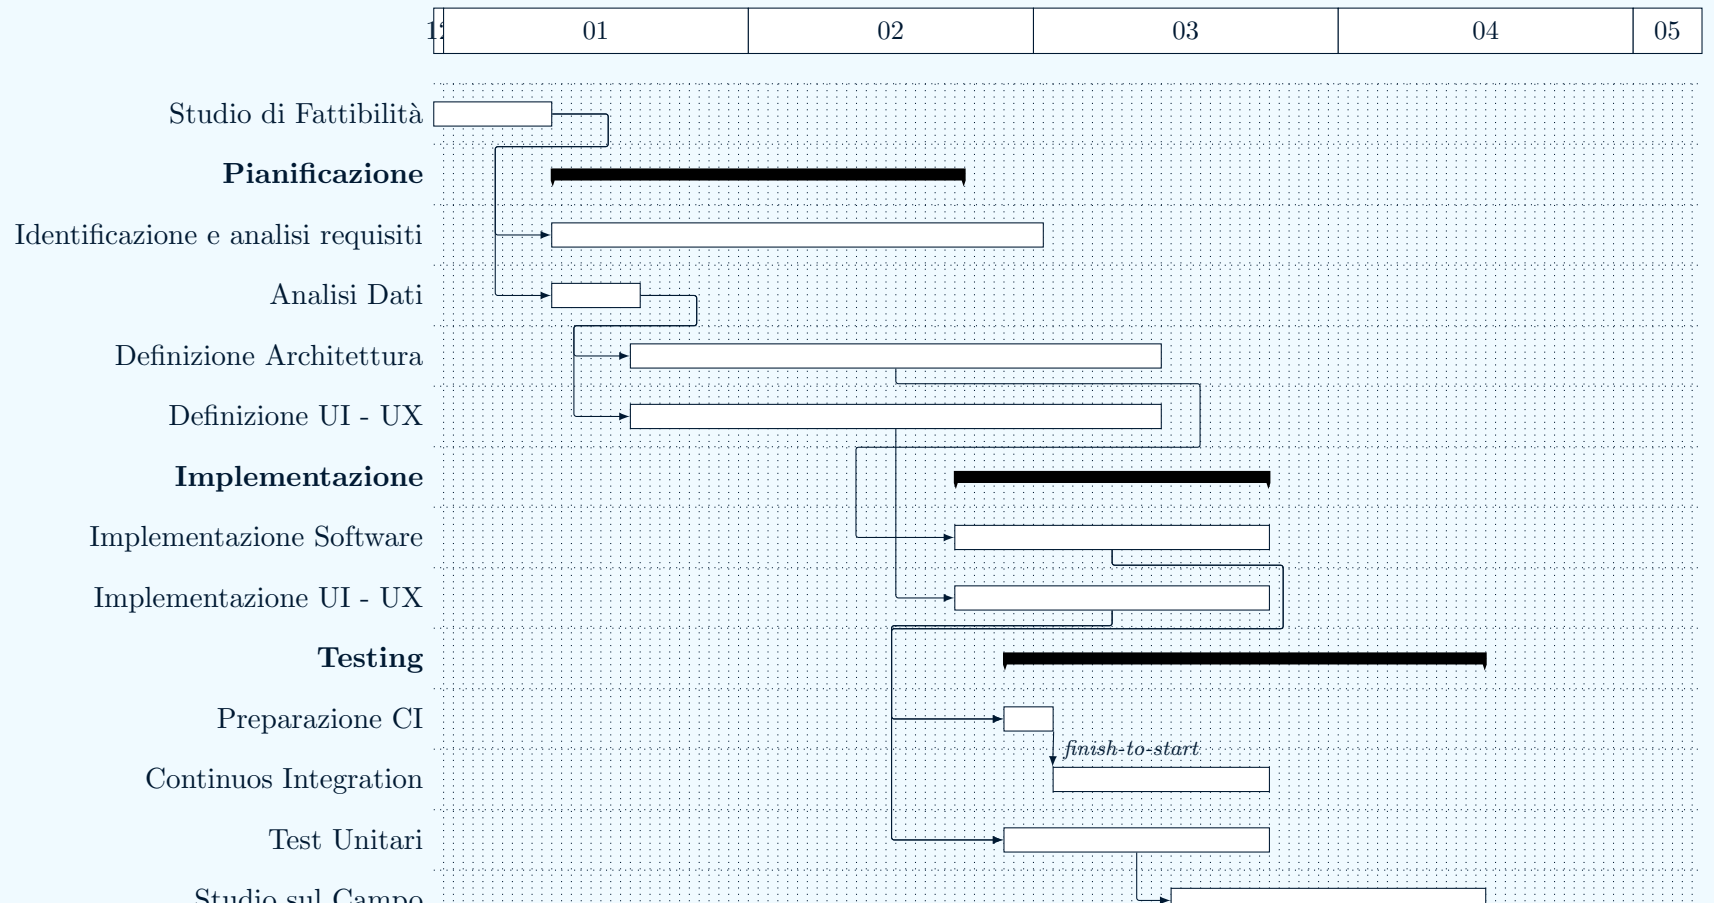 12 01 02 03 04 05
Studio di Fattibilità
Pianificazione
Identificazione e analisi requisiti
Analisi Dati
Definizione Architettura
Definizione UI - UX
Implementazione
Implementazione Software
Implementazione UI - UX
Testing
Preparazione CI
finish-to-start
Continuos Integration
Test Unitari
Studio sul Campo